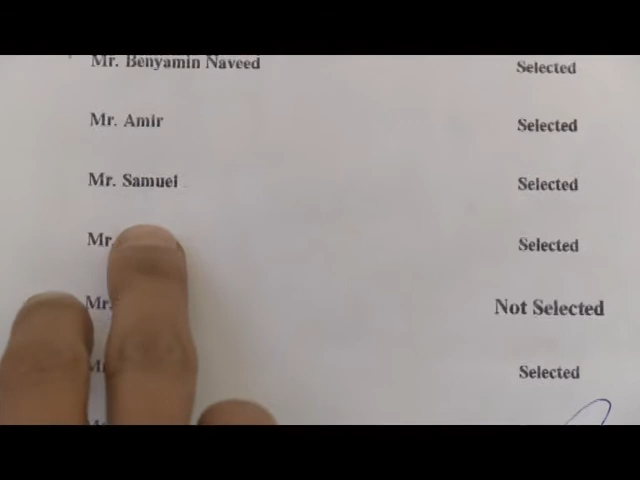 Mr. Benyamin Naveed Selected
Mr. Amir Selected
Mr. Samuel Selected
Mr. Selected
Mr. Not Selected
Selected